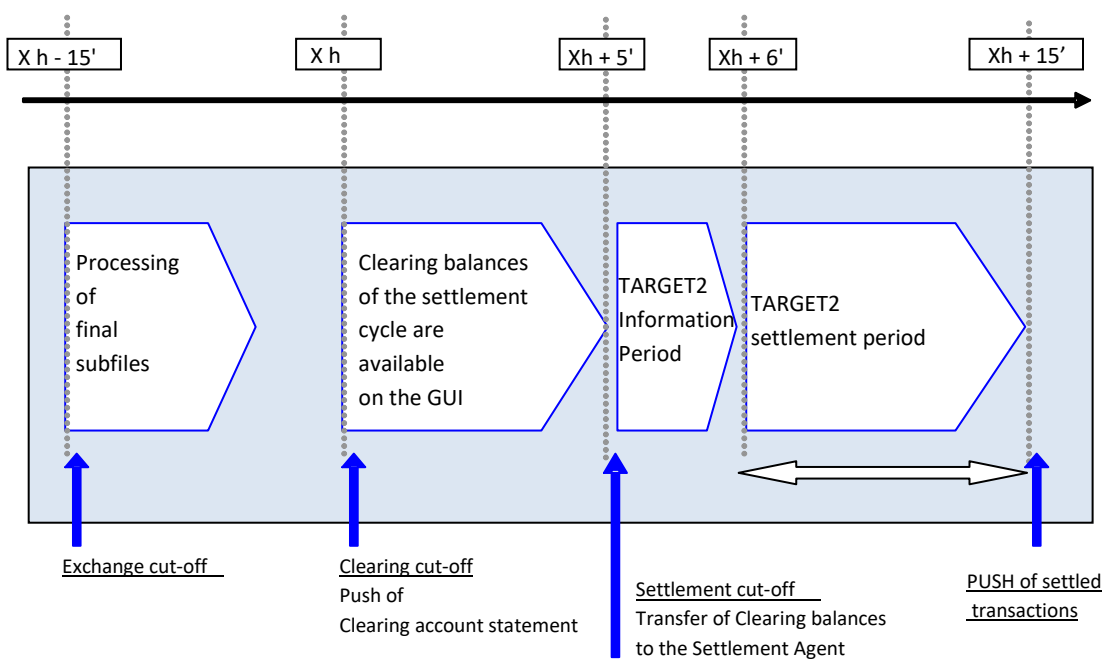 X h - 15'
X h
Xh + 5'
Xh + 6'
Xh + 15’
Processing
of
final
subfiles
Clearing balances
of the settlement
cycle are
available
on the GUI
TARGET2
Information
Period
TARGET2
settlement period
Exchange cut-off
Clearing cut-off
Push of
Clearing account statement
Settlement cut-off
Transfer of Clearing balances
to the Settlement Agent
PUSH of settled
transactions